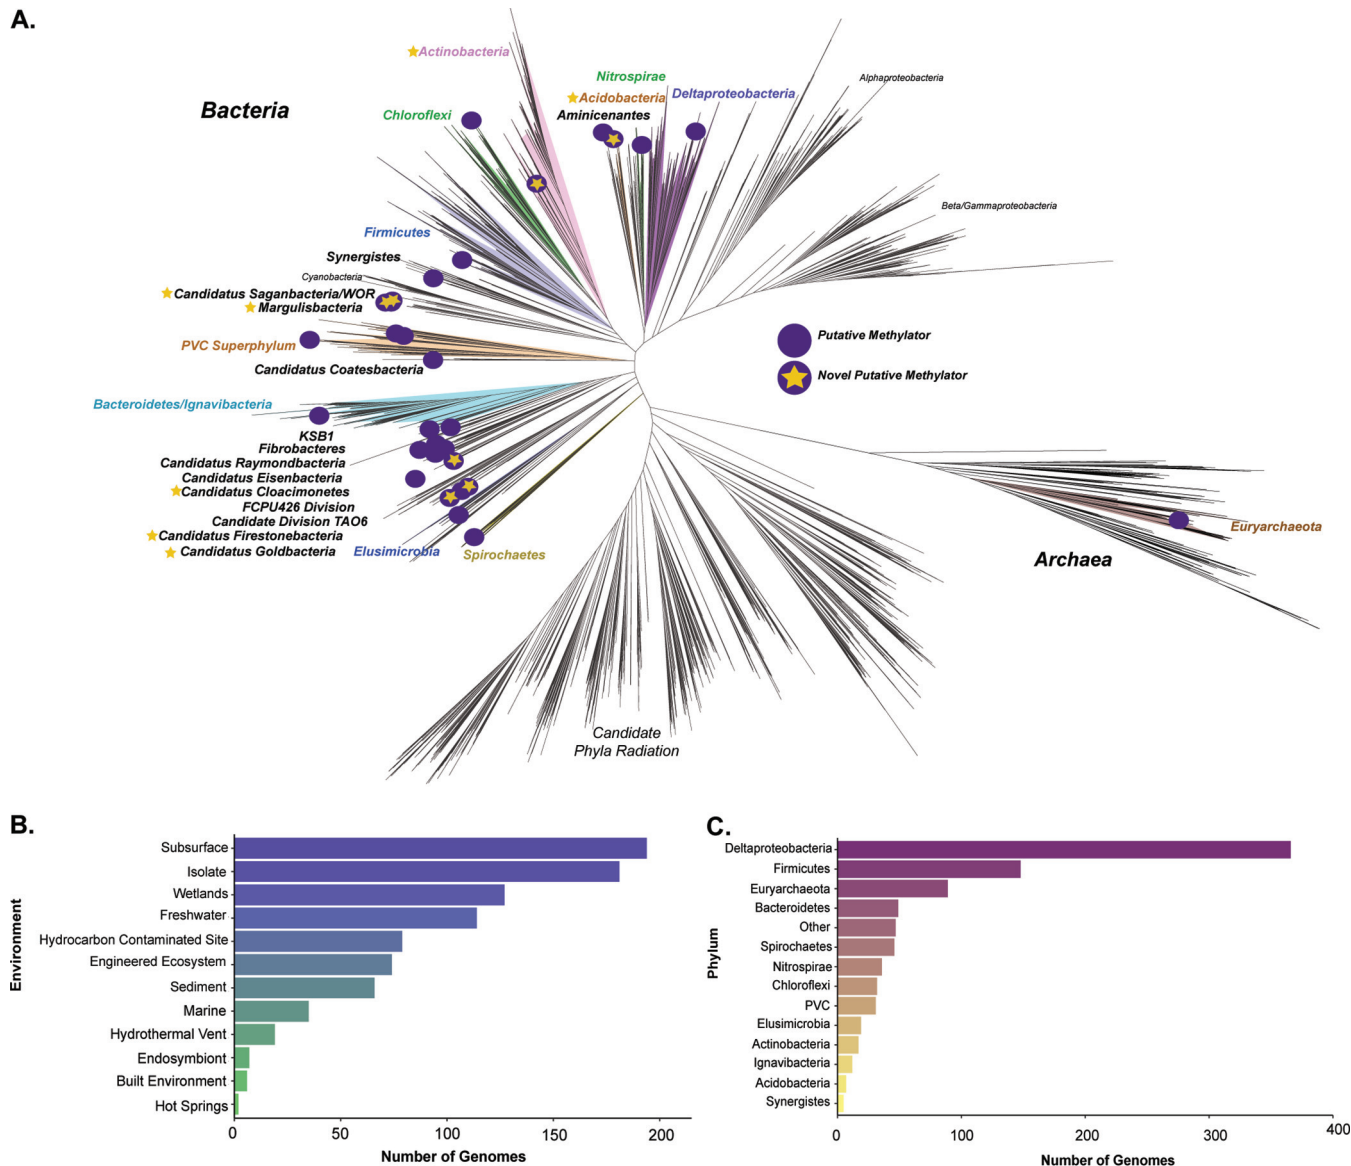 A.
Actinobacteria
Nitrospirae
Acidobacteria
Deltaproteobacteria
Alphaproteobacteria
Bacteria
Chloroflexi
Aminicenantes
Beta/Gammaproteobacteria
Firmicutes
Synergistes
Cyanobacteria
Candidatus Saganbacteria/WOR
Margulisbacteria
Putative Methylator
PVC Superphylum
Candidatus Coatesbacteria
Novel Putative Methylator
Bacteroidetes/Ignavibacteria
KSB1
Fibrobacteres
Candidatus Raymondbacteria
Candidatus Eisenbacteria
Candidatus Cloacimonetes
FCPU426 Division
Candidate Division TAO6
Candidatus Firestonebacteria
Candidatus Goldbacteria
Elusimicrobia
Spirochaetes
Euryarchaeota
Archaea
Candidate
Phyla Radiation
B.
Environment
Subsurface
Isolate
Wetlands
Freshwater
Hydrocarbon Contaminated Site
Engineered Ecosystem
Sediment
Marine
Hydrothermal Vent
Endosymbiont
Built Environment
Hot Springs
0 50 100 150 200
Number of Genomes
C.
Phylum
Deltaproteobacteria
Firmicutes
Euryarchaeota
Bacteroidetes
Other
Spirochaetes
Nitrospirae
Chloroflexi
PVC
Elusimicrobia
Actinobacteria
Ignavibacteria
Acidobacteria
Synergistes
0 100 200 300 400
Number of Genomes